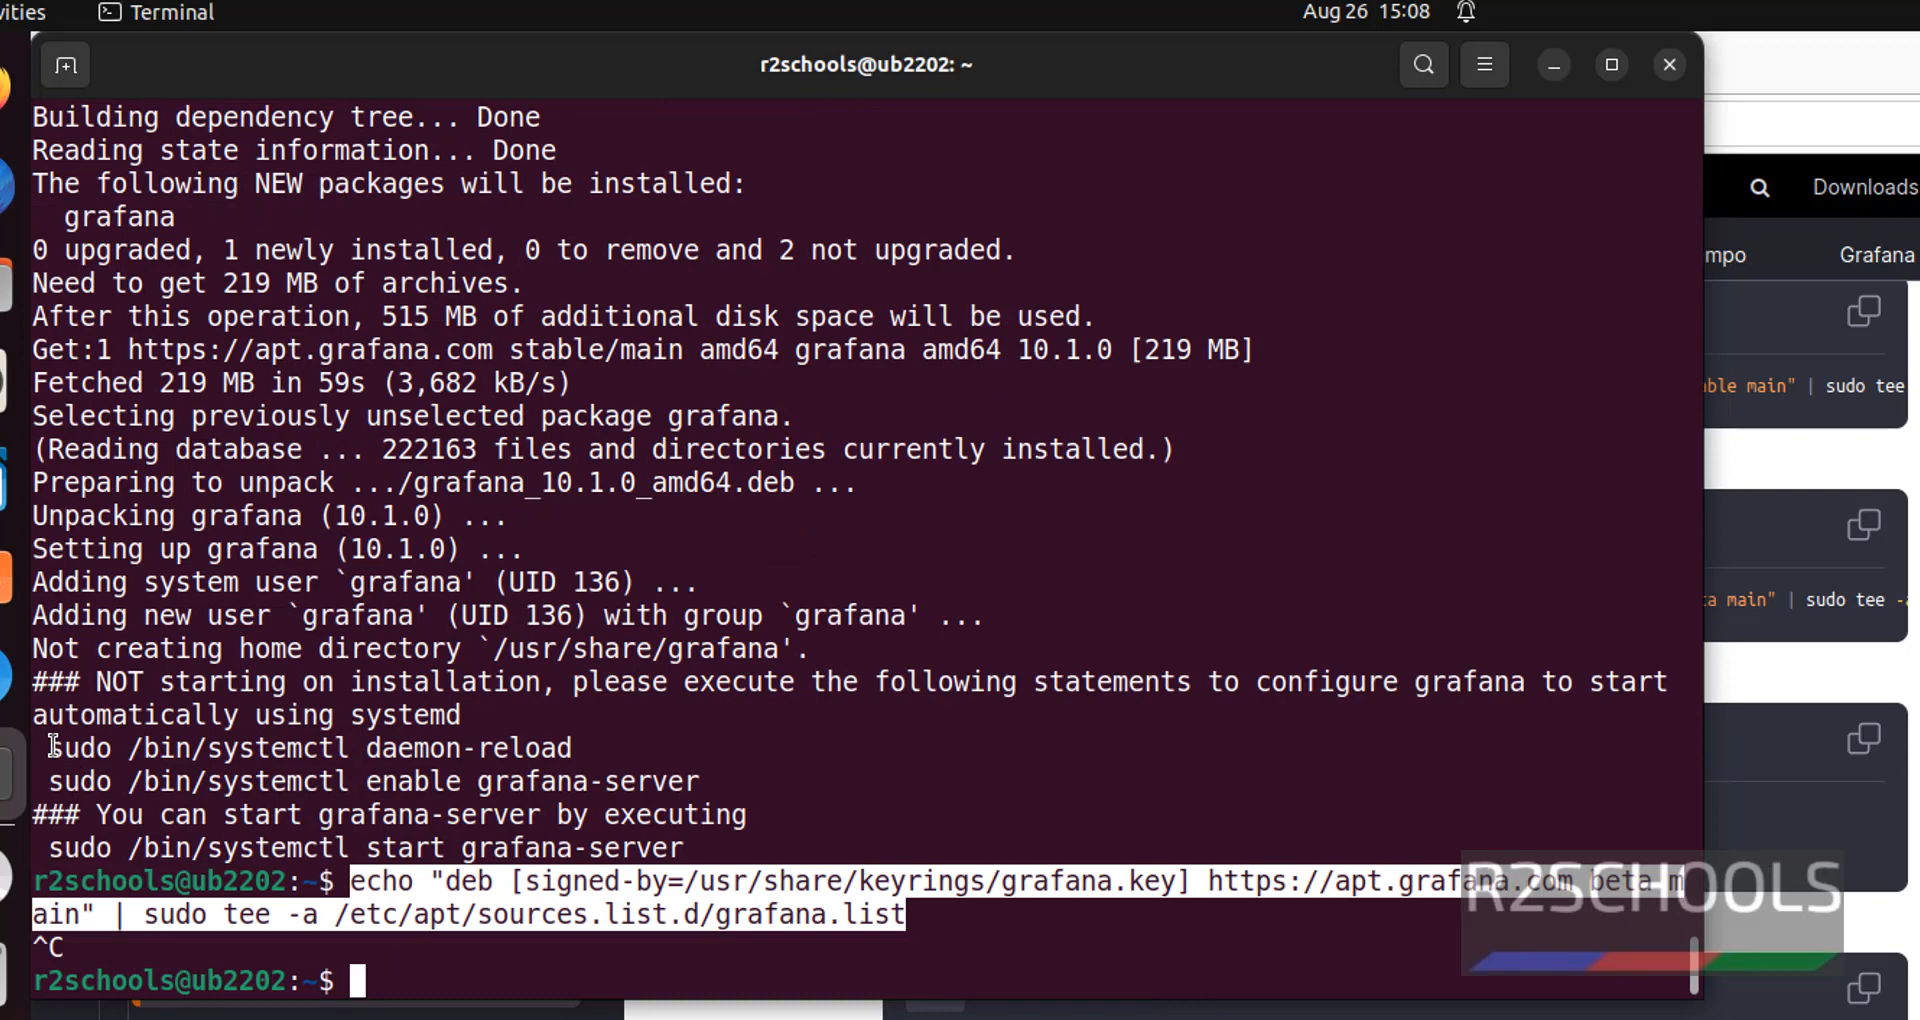 vities
Terminal
Aug 26 15:08
r2schools@ub2202: ~
Building dependency tree... Done
Reading state information... Done
The following NEW packages will be installed:
grafana
0 upgraded, 1 newly installed, 0 to remove and 2 not upgraded.
Need to get 219 MB of archives.
After this operation, 515 MB of additional disk space will be used.
Get:1 https://apt.grafana.com stable/main amd64 grafana amd64 10.1.0 [219 MB]
Fetched 219 MB in 59s (3,682 kB/s)
Selecting previously unselected package grafana.
(Reading database ... 222163 files and directories currently installed.)
Preparing to unpack .../grafana_10.1.0_amd64.deb ...
Unpacking grafana (10.1.0) ...
Setting up grafana (10.1.0) ...
Adding system user `grafana' (UID 136) ...
Adding new user `grafana' (UID 136) with group `grafana' ...
Not creating home directory `/usr/share/grafana'.
### NOT starting on installation, please execute the following statements to configure grafana to start
automatically using systemd
sudo /bin/systemctl daemon-reload
sudo /bin/systemctl enable grafana-server
### You can start grafana-server by executing
sudo /bin/systemctl start grafana-server
r2schools@ub2202:~$ echo "deb [signed-by=/usr/share/keyrings/grafana.key] https://apt.grafana.com beta m
ain" | sudo tee -a /etc/apt/sources.list.d/grafana.list
^C
r2schools@ub2202:~$
Downloads
mpo
Grafana
ble main" | sudo tee
ta main" | sudo tee -
R2SCHOOLS